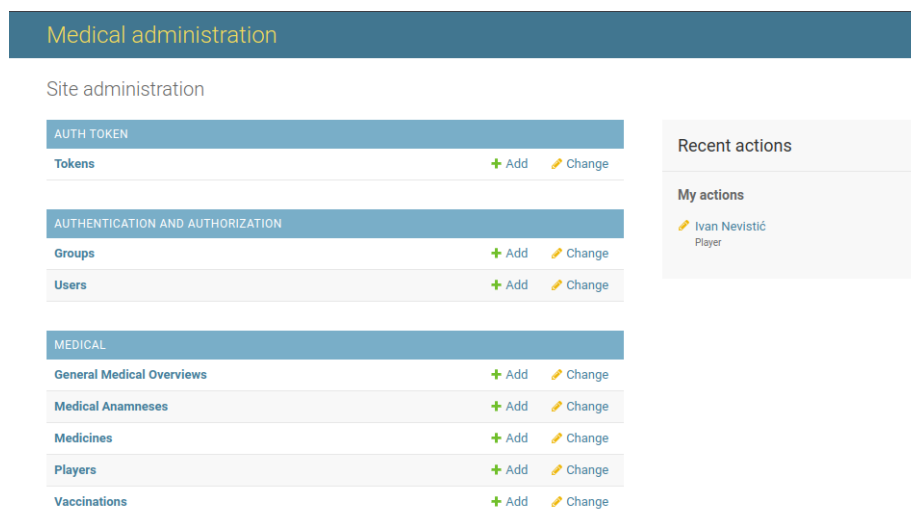 Medical administration
Site administration
AUTH TOKEN
Tokens Add Change
AUTHENTICATION AND AUTHORIZATION
Groups Add Change
Users Add Change
MEDICAL
General Medical Overviews Add Change
Medical Anamneses Add Change
Medicines Add Change
Players Add Change
Vaccinations Add Change
Recent actions
My actions
Ivan Nevistić
Player